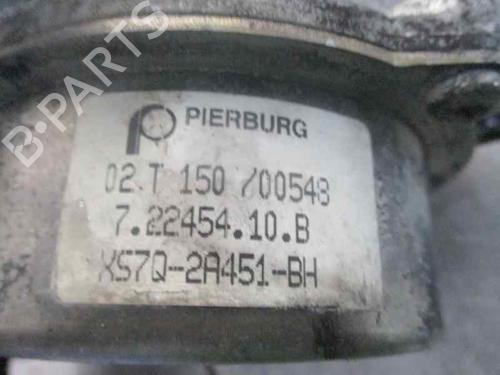 PIERBURG
02.T 150 /00548
7.22454.10.B
XS7Q-2A451-BH
B-PARTS